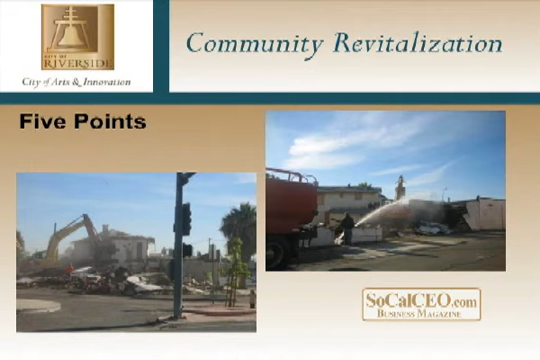 CITY OF
RIVERSIDE
City of Arts & Innovation
Community Revitalization
Five Points
SoCalCEO.com
BUSINESS MAGAZINE